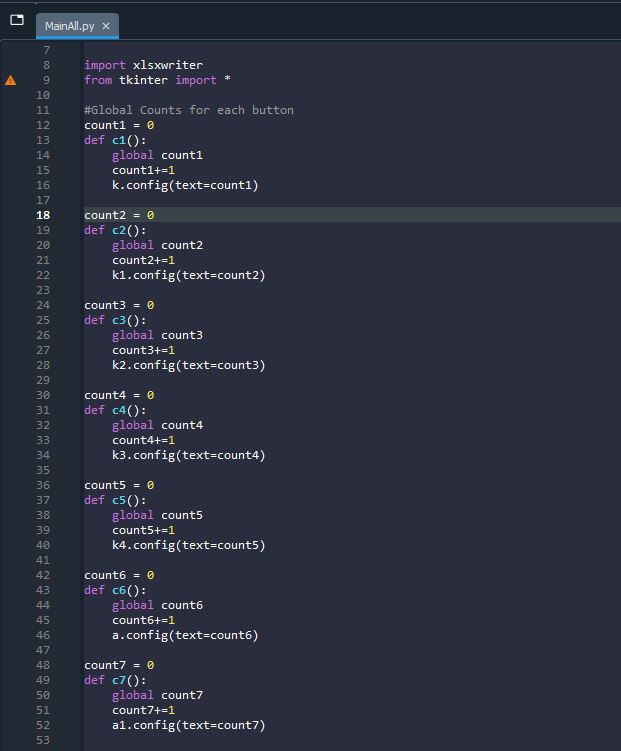 MainAll.py ×
7
8 import xlsxwriter
9 from tkinter import *
10
11 #Global Counts for each button
12 count1 = 0
13 def c1():
14     global count1
15     count1+=1
16     k.config(text=count1)
17
18 count2 = 0
19 def c2():
20     global count2
21     count2+=1
22     k1.config(text=count2)
23
24 count3 = 0
25 def c3():
26     global count3
27     count3+=1
28     k2.config(text=count3)
29
30 count4 = 0
31 def c4():
32     global count4
33     count4+=1
34     k3.config(text=count4)
35
36 count5 = 0
37 def c5():
38     global count5
39     count5+=1
40     k4.config(text=count5)
41
42 count6 = 0
43 def c6():
44     global count6
45     count6+=1
46     a.config(text=count6)
47
48 count7 = 0
49 def c7():
50     global count7
51     count7+=1
52     a1.config(text=count7)
53